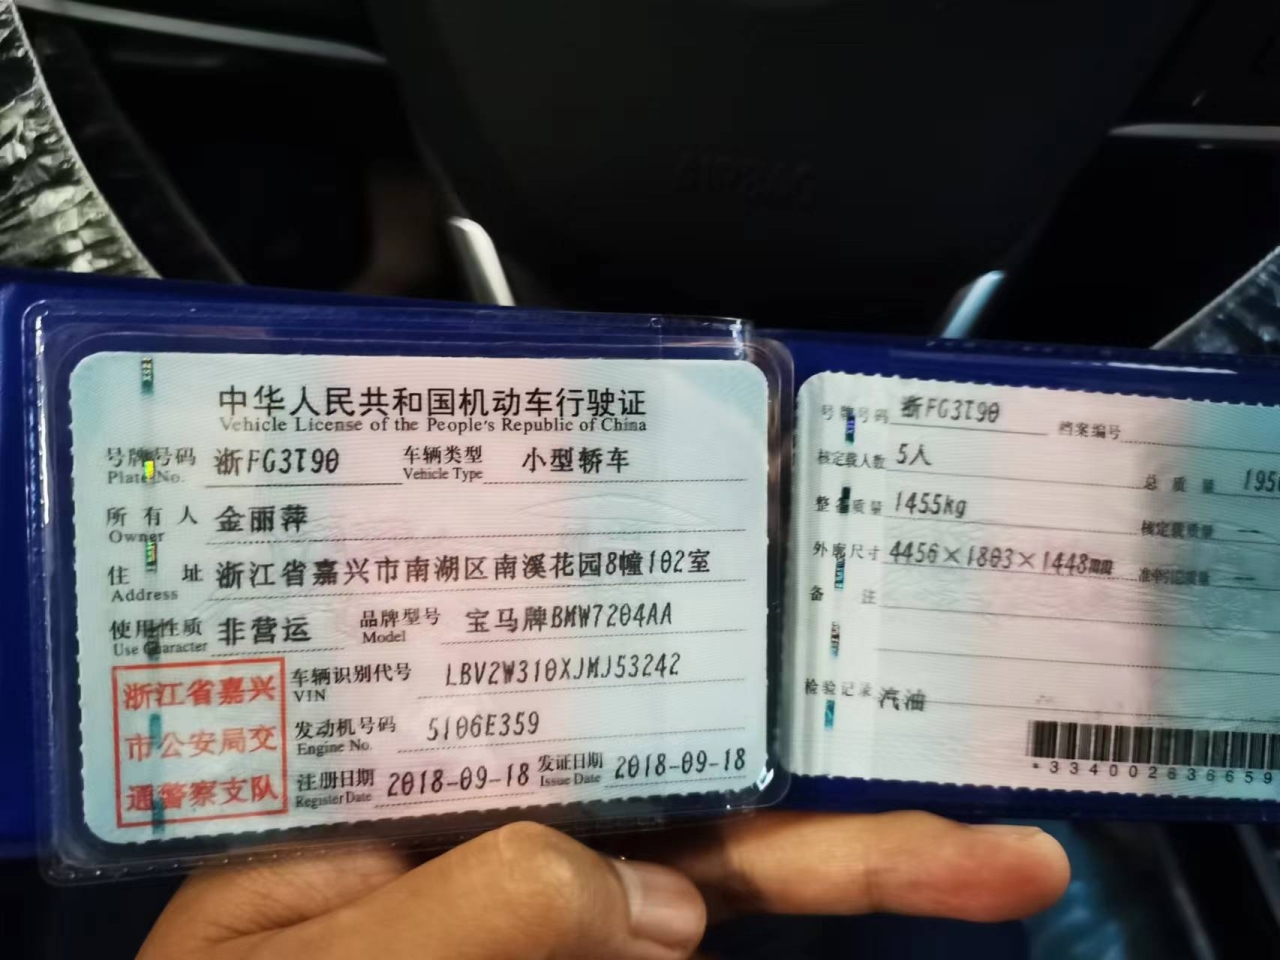 中华人民共和国机动车行驶证
Vehicle License of the People's Republic of China
号牌号码 浙FG3T90 车辆类型 小型轿车
Plate No. Vehicle Type
所有人 金丽萍
Owner
住址 浙江省嘉兴市南湖区南溪花园8幢102室
Address
使用性质 非营运 品牌型号 宝马牌BMW7204AA
Use Character Model
浙江省嘉兴
市公安局交
通警察支队
车辆识别代号 LBV2W310XJMJ53242
VIN
发动机号码 5106E359
Engine No.
注册日期 2018-09-18 发证日期 2018-09-18
Register Date Issue Date
号牌号码 浙FG3T90 档案编号
核定载人数 5人 总质量 195
整备质量 1455kg 核定载质量 --
外廓尺寸 4456×1803×1448mm 准牵引总质量 --
备注
检验记录 汽油
*334002636659
AIRBAG